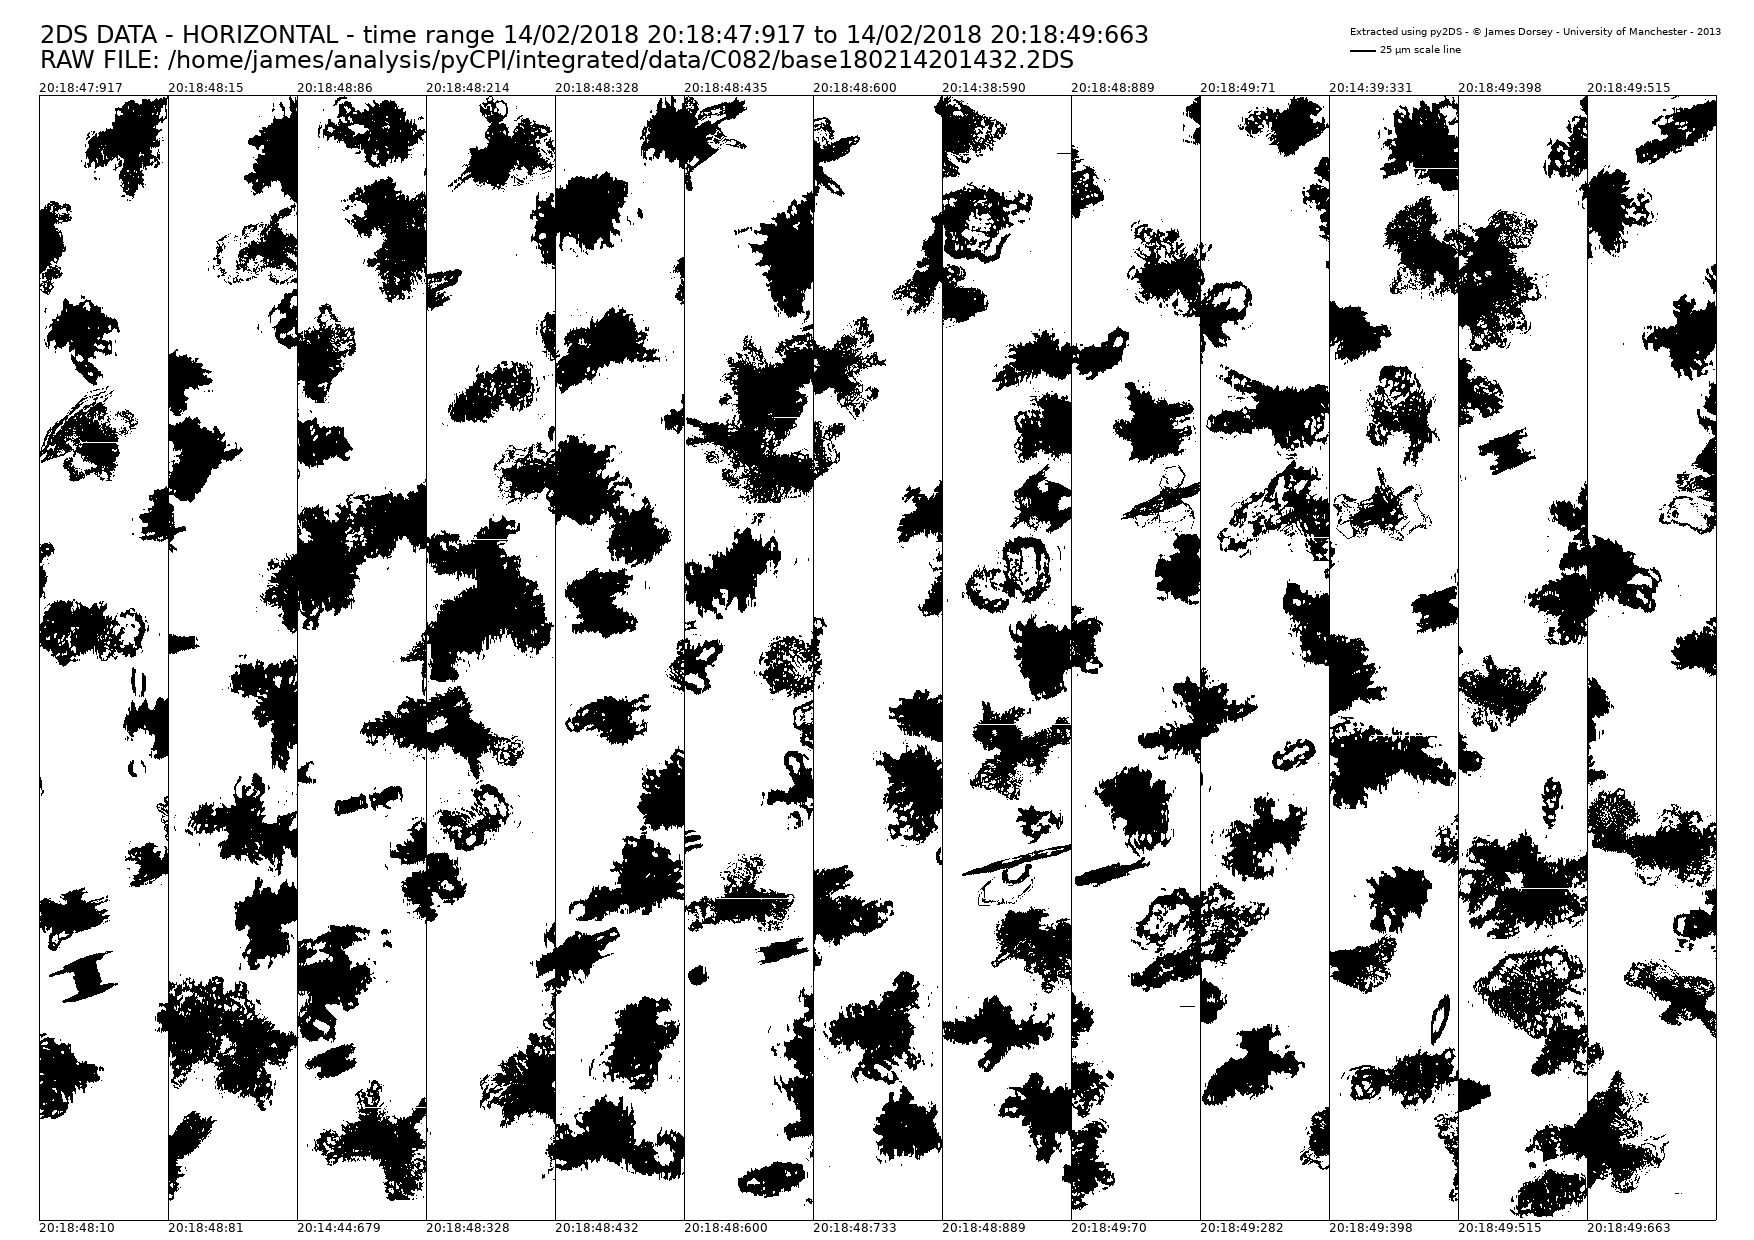 2DS DATA - HORIZONTAL - time range 14/02/2018 20:18:47:917 to 14/02/2018 20:18:49:663
RAW FILE: /home/james/analysis/pyCPI/integrated/data/C082/base180214201432.2DS
Extracted using py2DS - © James Dorsey - University of Manchester - 2013
25 µm scale line
20:18:47:917 20:18:48:15 20:18:48:86 20:18:48:214 20:18:48:328 20:18:48:435 20:18:48:600 20:14:38:590 20:18:48:889 20:18:49:71 20:14:39:331 20:18:49:398 20:18:49:515
20:18:48:10 20:18:48:81 20:14:44:679 20:18:48:328 20:18:48:432 20:18:48:600 20:18:48:733 20:18:48:889 20:18:49:70 20:18:49:282 20:18:49:398 20:18:49:515 20:18:49:663